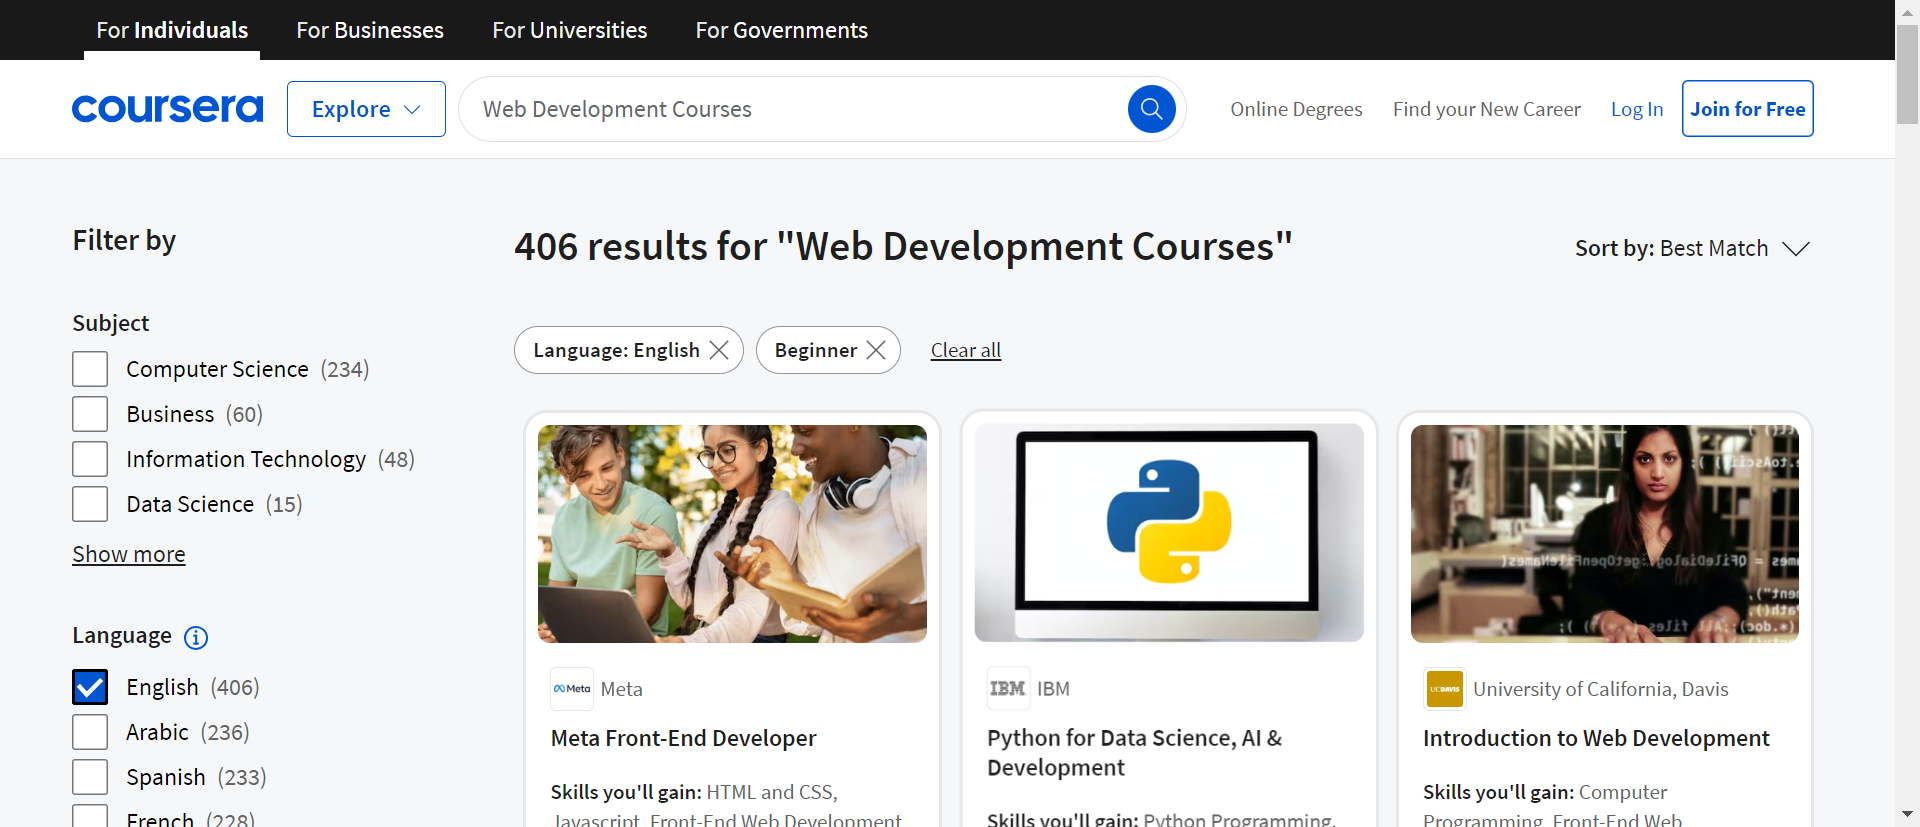 For Individuals For Businesses For Universities For Governments
coursera Explore Web Development Courses Online Degrees Find your New Career Log In Join for Free
Filter by
406 results for "Web Development Courses"
Sort by: Best Match
Subject
Computer Science (234)
Business (60)
Information Technology (48)
Data Science (15)
Show more
Language
English (406)
Arabic (236)
Spanish (233)
French (228)
Language: English Beginner Clear all
Meta Meta
Meta Front-End Developer
Skills you'll gain: HTML and CSS,
Javascript, Front-End Web Development
IBM IBM
Python for Data Science, AI &
Development
Skills you'll gain: Python Programming,
UCDAVIS University of California, Davis
Introduction to Web Development
Skills you'll gain: Computer
Programming, Front-End Web